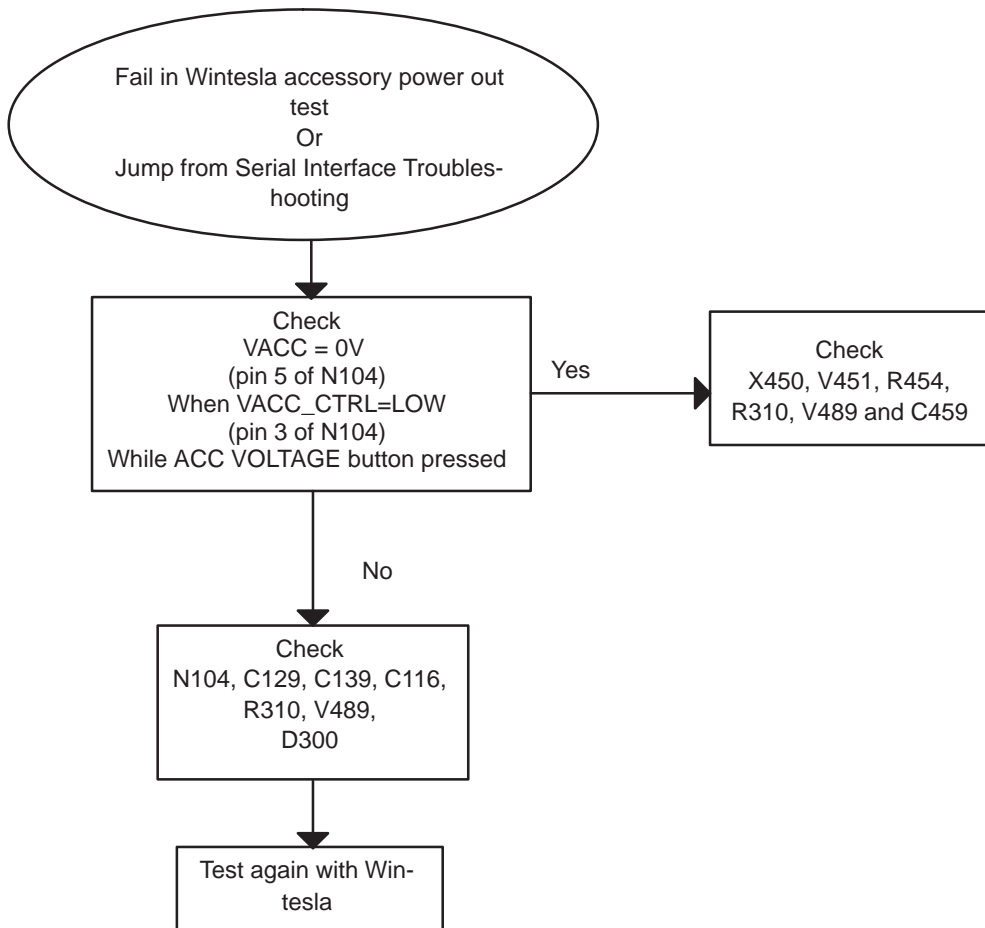 Fail in Wintesla accessory power out
test
Or
Jump from Serial Interface Troubles-
hooting
Check
VACC = 0V
(pin 5 of N104)
When VACC_CTRL=LOW
(pin 3 of N104)
While ACC VOLTAGE button pressed
Yes
Check
X450, V451, R454,
R310, V489 and C459
No
Check
N104, C129, C139, C116,
R310, V489,
D300
Test again with Win-
tesla